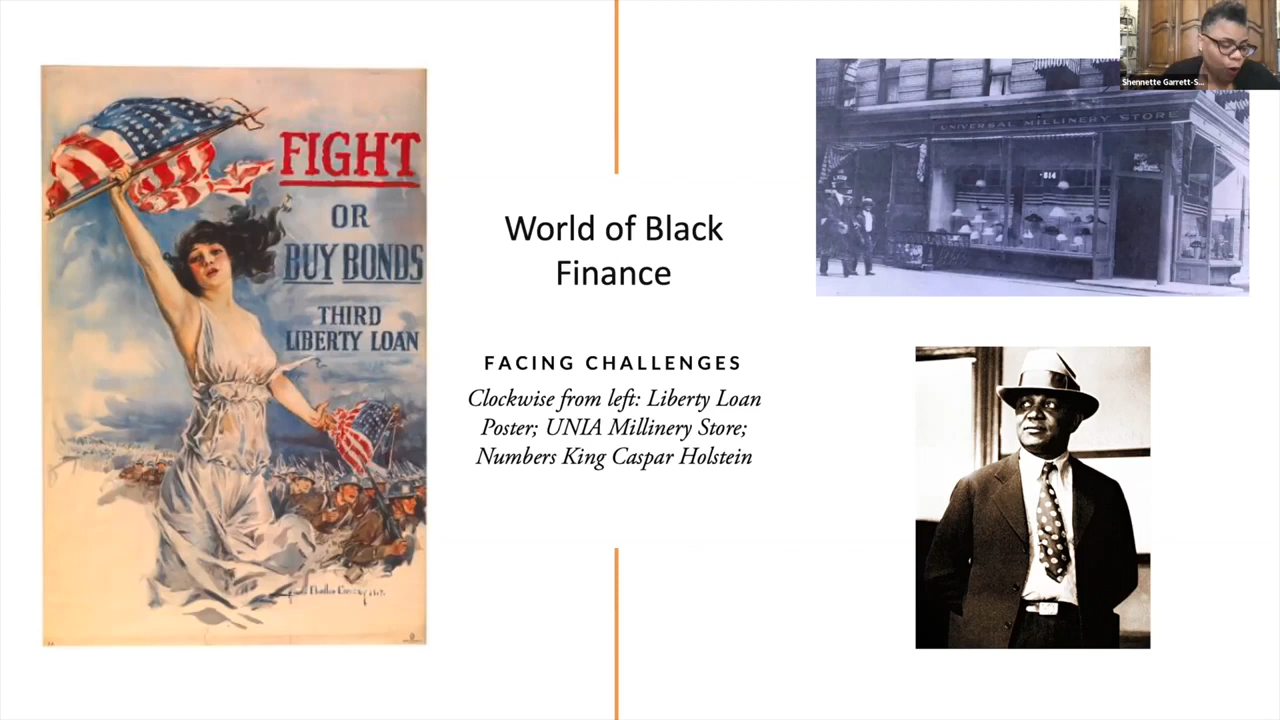 FIGHT
OR
BUY BONDS
THIRD
LIBERTY LOAN
World of Black
Finance
FACING CHALLENGES
Clockwise from left: Liberty Loan
Poster; UNIA Millinery Store;
Numbers King Caspar Holstein
UNIVERSAL MILLINERY STORE
814
Shennette Garrett-S...